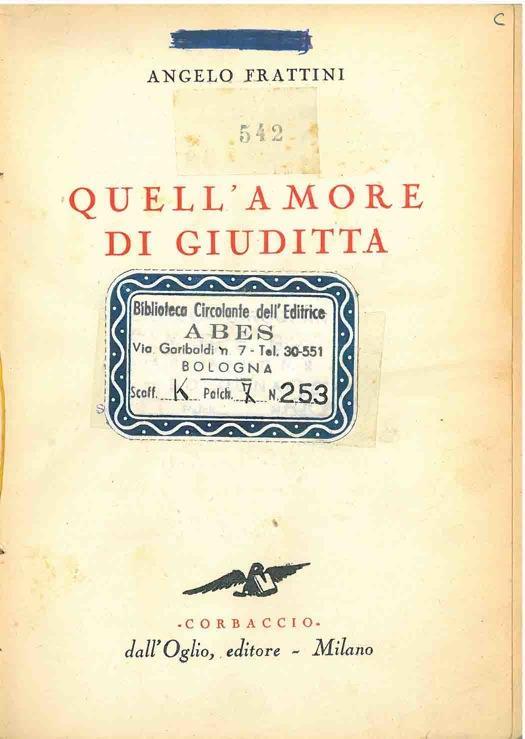 C
ANGELO FRATTINI
542
QUELL'AMORE
DI GIUDITTA
Biblioteca Circolante dell'Editrice
ABES
Via Garibaldi n. 7 - Tel. 30-551
BOLOGNA
Scaff. K Palch. 7 N. 253
S
-CORBACCIO-
dall'Oglio, editore - Milano